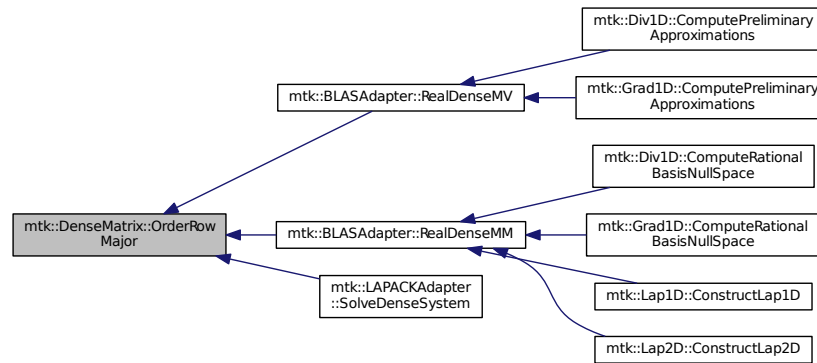 mtk::Div1D::ComputePreliminary
Approximations
mtk::BLASAdapter::RealDenseMV
mtk::Grad1D::ComputePreliminary
Approximations
mtk::Div1D::ComputeRational
BasisNullSpace
mtk::DenseMatrix::OrderRow
Major
mtk::BLASAdapter::RealDenseMM
mtk::Grad1D::ComputeRational
BasisNullSpace
mtk::LAPACKAdapter
::SolveDenseSystem
mtk::Lap1D::ConstructLap1D
mtk::Lap2D::ConstructLap2D